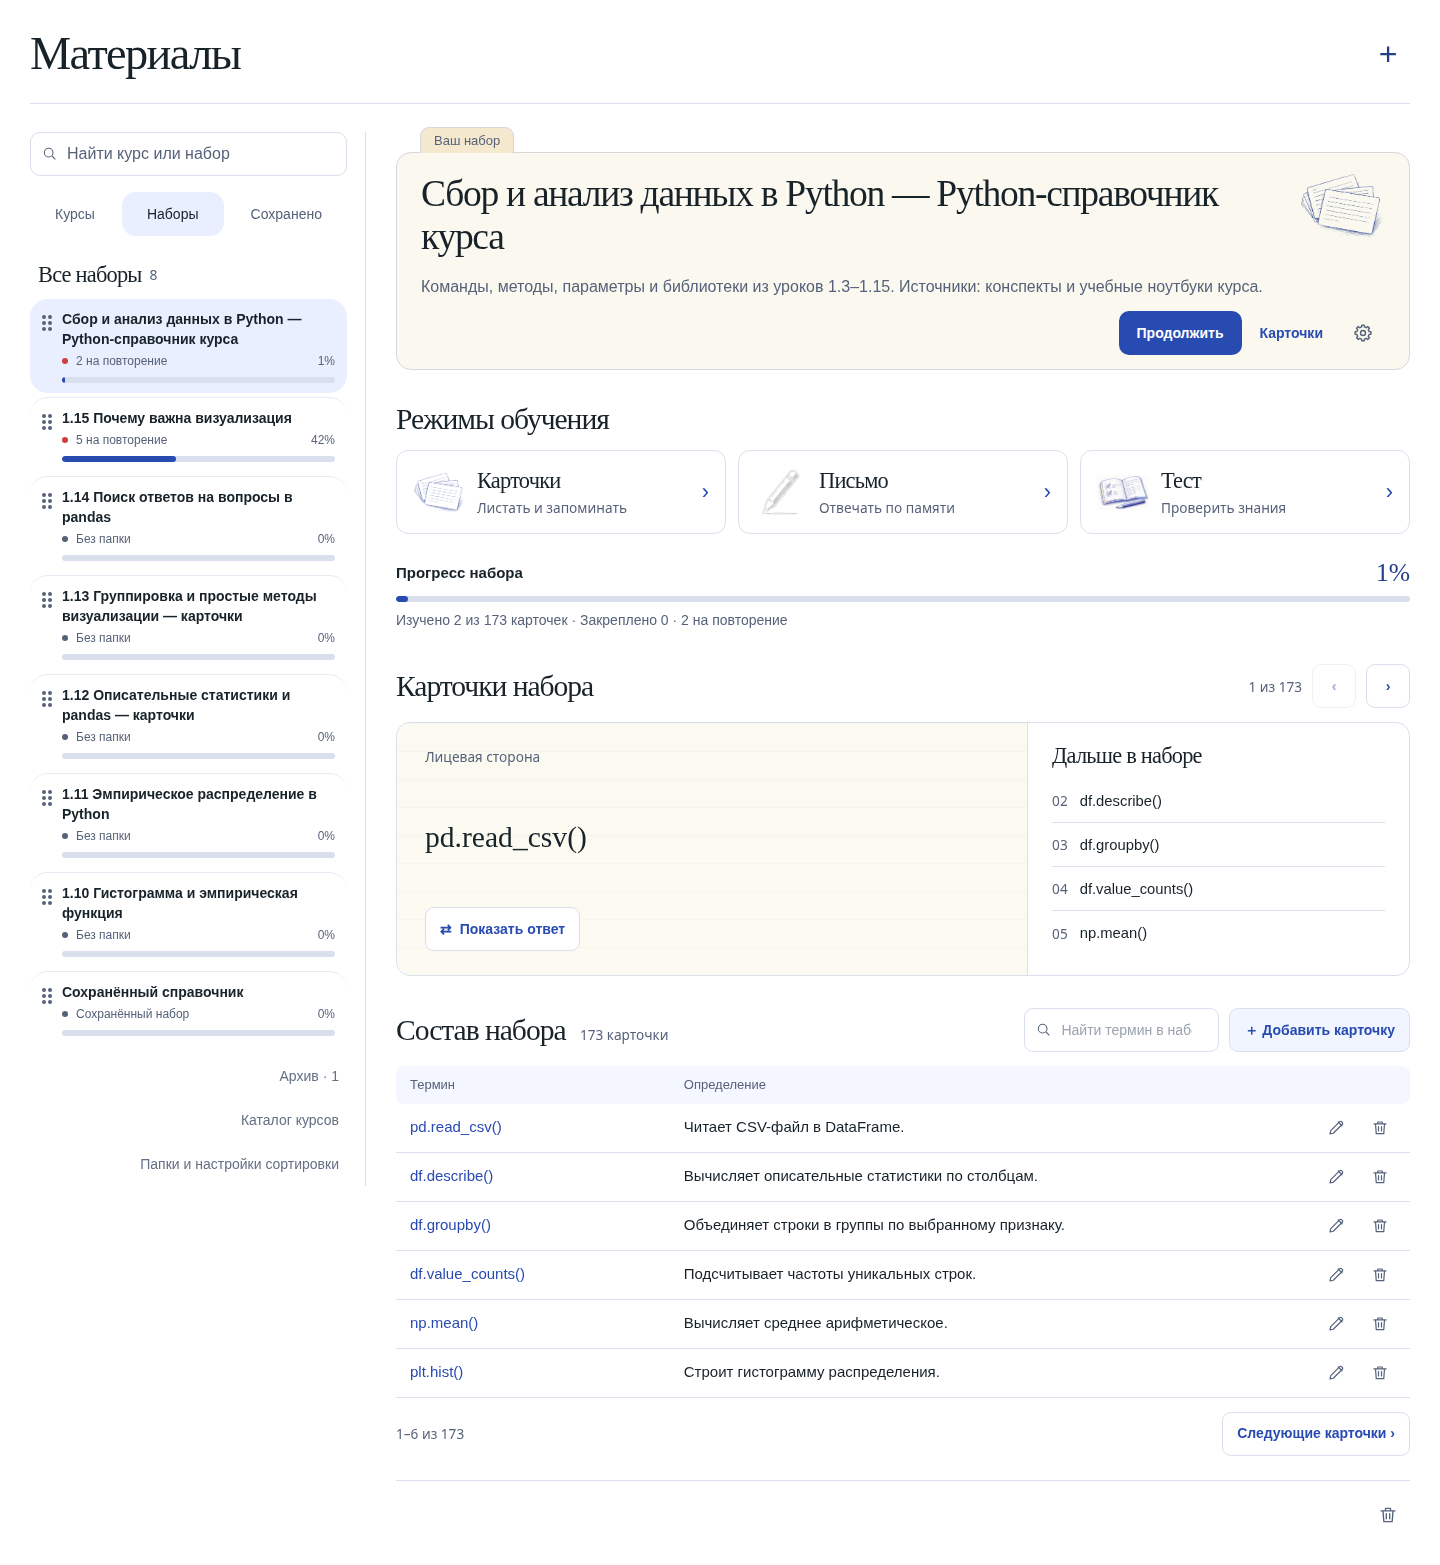 Материалы
+
Найти курс или набор
Курсы
Наборы
Сохранено
Все наборы 8
Сбор и анализ данных в Python —
Python-справочник курса
2 на повторение 1%
1.15 Почему важна визуализация
5 на повторение 42%
1.14 Поиск ответов на вопросы в
pandas
Без папки 0%
1.13 Группировка и простые методы
визуализации — карточки
Без папки 0%
1.12 Описательные статистики и
pandas — карточки
Без папки 0%
1.11 Эмпирическое распределение в
Python
Без папки 0%
1.10 Гистограмма и эмпирическая
функция
Без папки 0%
Сохранённый справочник
Сохранённый набор 0%
Архив · 1
Каталог курсов
Папки и настройки сортировки
Ваш набор
Сбор и анализ данных в Python — Python-справочник
курса
Команды, методы, параметры и библиотеки из уроков 1.3–1.15. Источники: конспекты и учебные ноутбуки курса.
Продолжить
Карточки
Режимы обучения
Карточки
Листать и запоминать
›
Письмо
Отвечать по памяти
›
Тест
Проверить знания
›
Прогресс набора 1%
Изучено 2 из 173 карточек · Закреплено 0 · 2 на повторение
Карточки набора
1 из 173 ‹ ›
Лицевая сторона
pd.read_csv()
⇄ Показать ответ
Дальше в наборе
02 df.describe()
03 df.groupby()
04 df.value_counts()
05 np.mean()
Состав набора 173 карточки
Найти термин в наб
+ Добавить карточку
Термин Определение
pd.read_csv() Читает CSV-файл в DataFrame.
df.describe() Вычисляет описательные статистики по столбцам.
df.groupby() Объединяет строки в группы по выбранному признаку.
df.value_counts() Подсчитывает частоты уникальных строк.
np.mean() Вычисляет среднее арифметическое.
plt.hist() Строит гистограмму распределения.
1–6 из 173
Следующие карточки ›